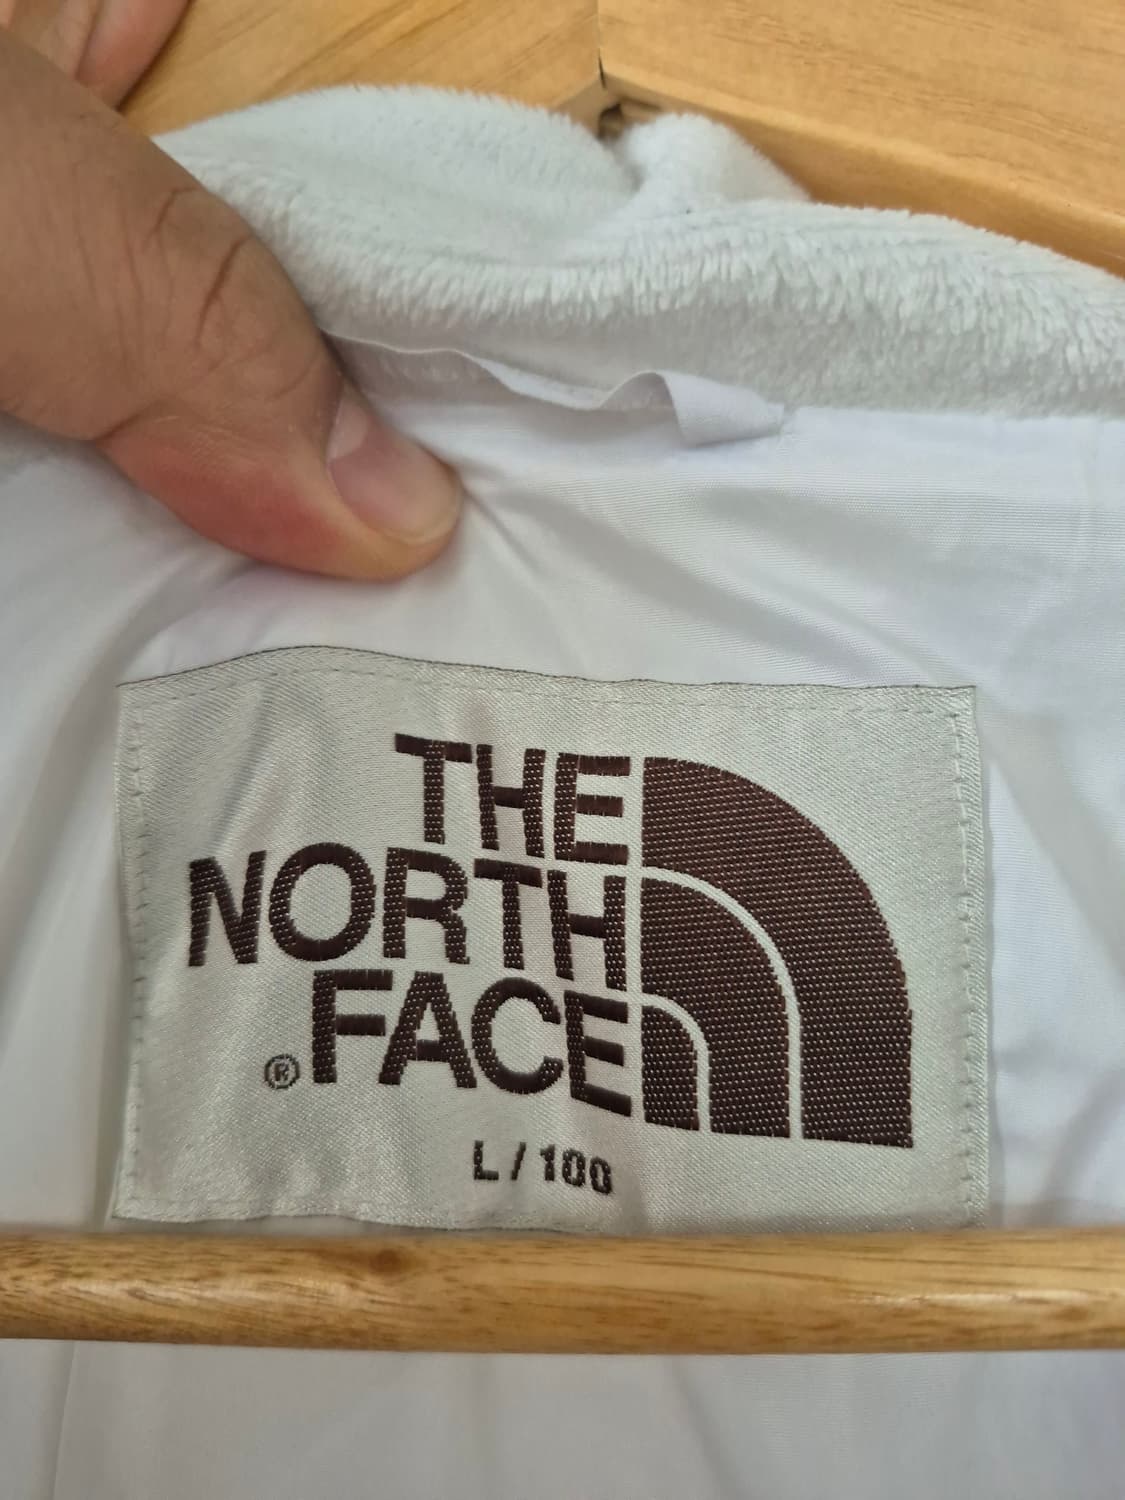 THE
NORTH
®FACE
L / 100